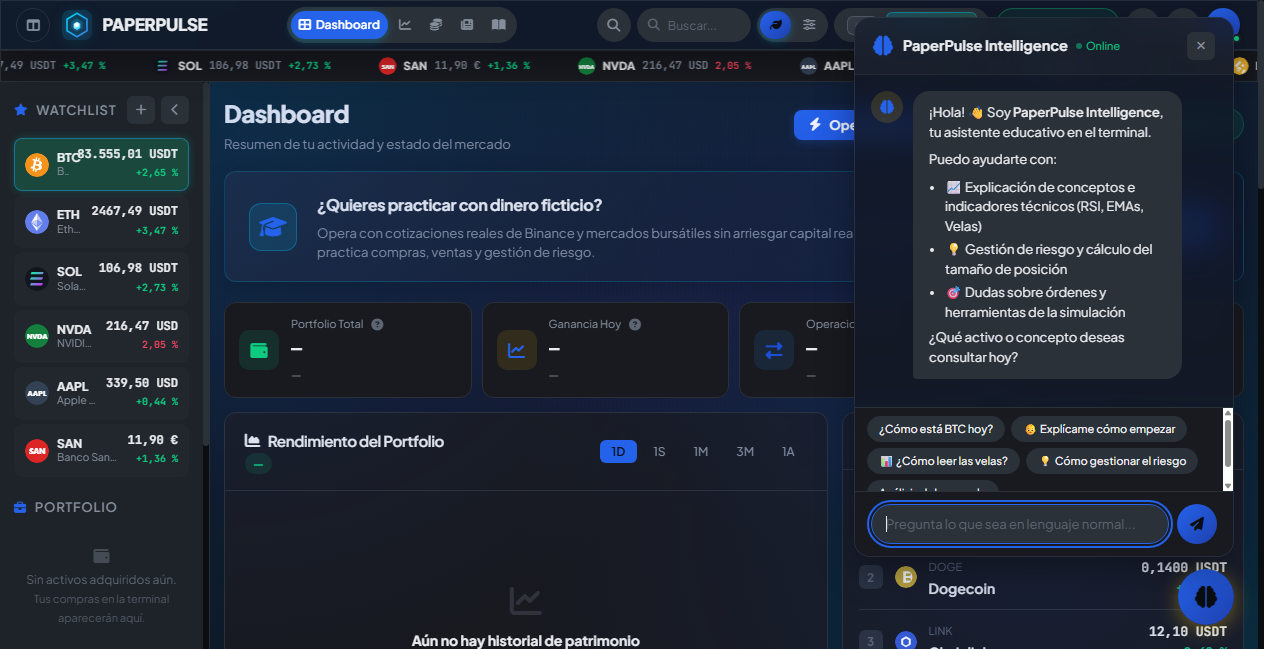 PAPERPULSE
Dashboard
Buscar...
,49 USDT +3,47 %
SOL 106,98 USDT +2,73 %
SAN SAN 11,90 € +1,36 %
NVDA NVDA 216,47 USD 2,05 %
AAPL AAPL
WATCHLIST
BTC 83.555,01 USDT
B... +2,65 %
ETH 2467,49 USDT
Eth... +3,47 %
SOL 106,98 USDT
Sola... +2,73 %
NVDA NVDA 216,47 USD
NVIDI... 2,05 %
AAPL AAPL 339,50 USD
Apple ... +0,44 %
SAN SAN 11,90 €
Banco San... +1,36 %
PORTFOLIO
Sin activos adquiridos aún.
Tus compras en la terminal
aparecerán aquí.
Dashboard
Resumen de tu actividad y estado del mercado
Ope
¿Quieres practicar con dinero ficticio?
Opera con cotizaciones reales de Binance y mercados bursátiles sin arriesgar capital rea
practica compras, ventas y gestión de riesgo.
Portfolio Total ?
—
—
Ganancia Hoy ?
—
—
Operacio
—
—
Rendimiento del Portfolio
—
1D 1S 1M 3M 1A
Aún no hay historial de patrimonio
PaperPulse Intelligence Online
¡Hola! 👋 Soy PaperPulse Intelligence,
tu asistente educativo en el terminal.
Puedo ayudarte con:
• 📈 Explicación de conceptos e
indicadores técnicos (RSI, EMAs,
Velas)
• 💡 Gestión de riesgo y cálculo del
tamaño de posición
• 🎯 Dudas sobre órdenes y
herramientas de la simulación
¿Qué activo o concepto deseas
consultar hoy?
¿Cómo está BTC hoy?
Explícame cómo empezar
📊 ¿Cómo leer las velas?
💡 Cómo gestionar el riesgo
Pregunta lo que sea en lenguaje normal...
2 DOGE 0,1400 USDT
Dogecoin
3 LINK 12,10 USDT